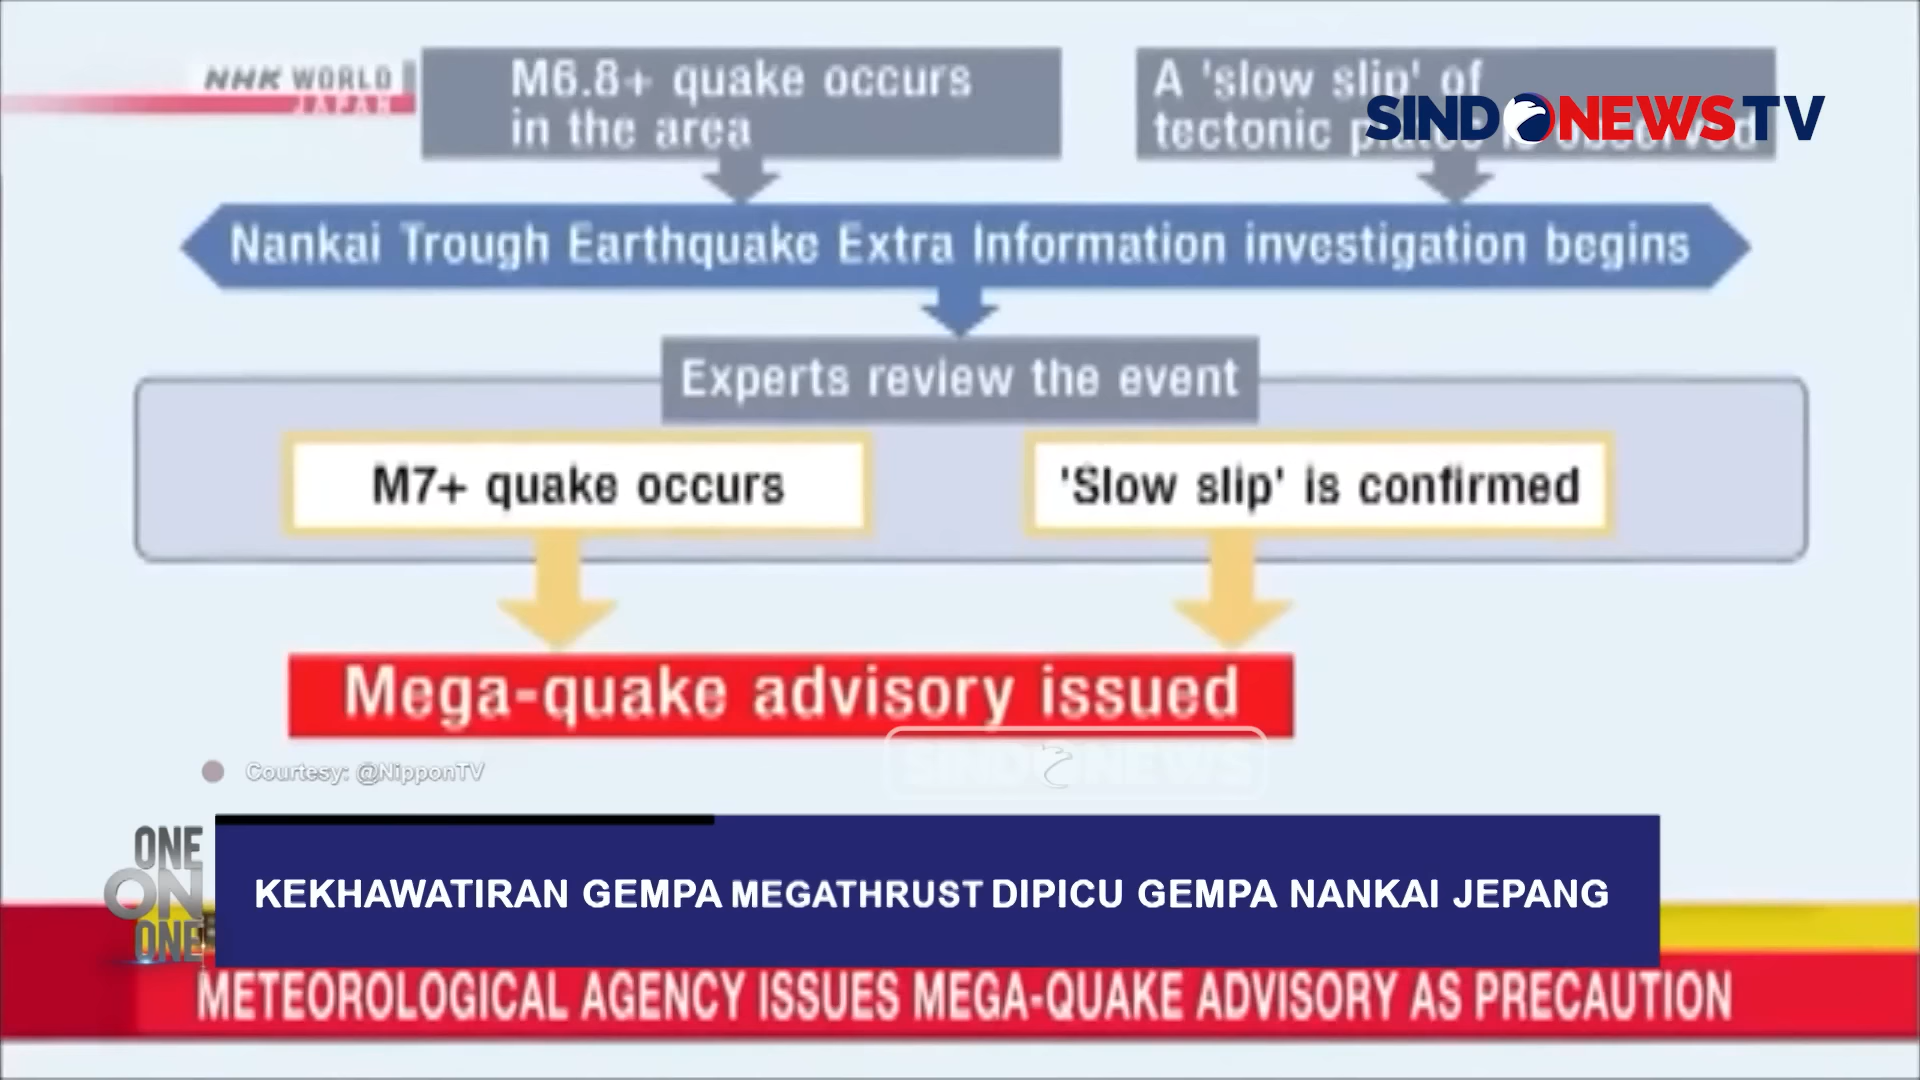 NHK WORLD
JAPAN
M6.8+ quake occurs
in the area
A 'slow slip' of
tectonic
SINDONEWS TV
Nankai Trough Earthquake Extra Information investigation begins
Experts review the event
M7+ quake occurs
'Slow slip' is confirmed
Mega-quake advisory issued
SINDONEWS
Courtesy: @NipponTV
ONE
ON
ONE
KEKHAWATIRAN GEMPA MEGATHRUST DIPICU GEMPA NANKAI JEPANG
METEOROLOGICAL AGENCY ISSUES MEGA-QUAKE ADVISORY AS PRECAUTION